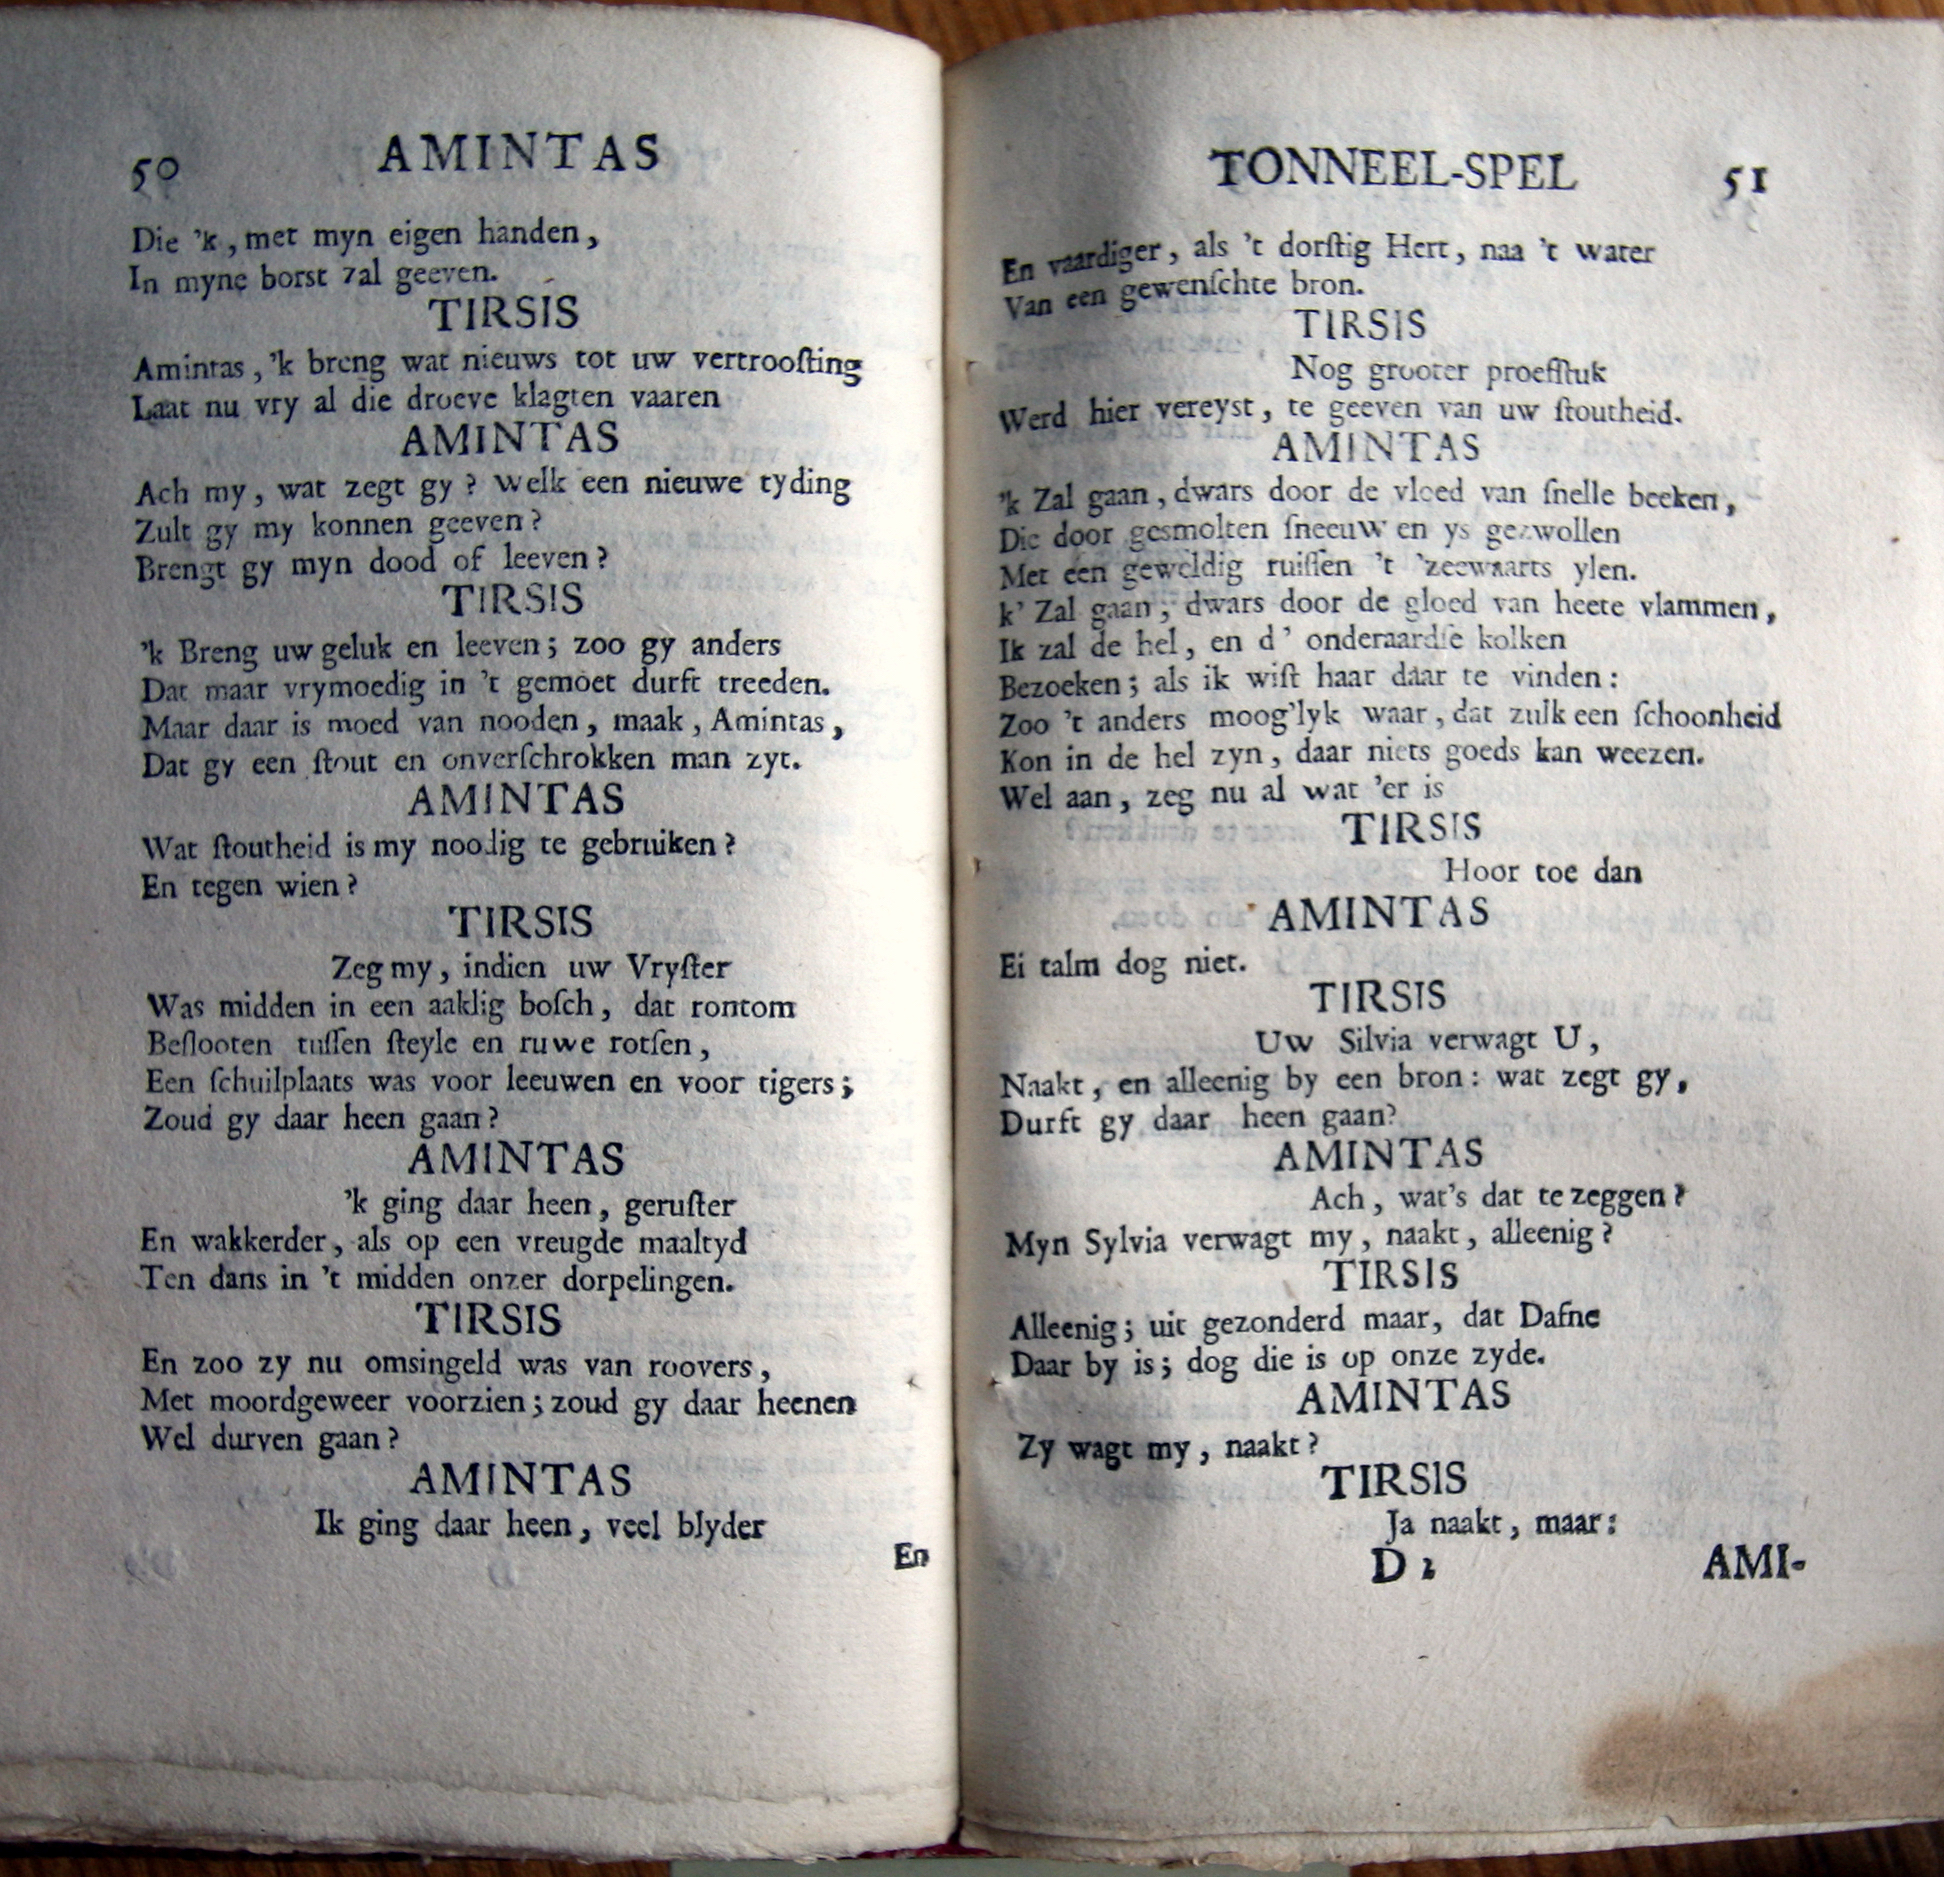 50 AMINTAS
Die 'k, met myn eigen handen,
In myne borst zal geeven.
TIRSIS
Amintas, 'k breng wat nieuws tot uw vertrooſting
Laat nu vry al die droeve klagten vaaren
AMINTAS
Ach my, wat zegt gy? welk een nieuwe tyding
Zult gy my konnen geeven?
Brengt gy myn dood of leeven?
TIRSIS
'k Breng uw geluk en leeven; zoo gy anders
Dat maar vrymoedig in 't gemoet durft treeden.
Maar daar is moed van nooden, maak, Amintas,
Dat gy een ſtout en onverſchrokken man zyt.
AMINTAS
Wat ſtoutheid is my noodig te gebruiken?
En tegen wien?
TIRSIS
Zeg my, indien uw Vryſter
Was midden in een aaklig boſch, dat rontom
Beſlooten tuſſen ſteyle en ruwe rotſen,
Een ſchuilplaats was voor leeuwen en voor tigers;
Zoud gy daar heen gaan?
AMINTAS
'k ging daar heen, geruſter
En wakkerder, als op een vreugde maaltyd
Ten dans in 't midden onzer dorpelingen.
TIRSIS
En zoo zy nu omsingeld was van roovers,
Met moordgeweer voorzien; zoud gy daar heenen
Wel durven gaan?
AMINTAS
Ik ging daar heen, veel blyder
En
TONNEEL-SPEL 51
En vaardiger, als 't dorſtig Hert, naa 't water
Van een gewenſchte bron.
TIRSIS
Nog grooter proefſtuk
Werd hier vereyst, te geeven van uw ſtoutheid.
AMINTAS
'k Zal gaan, dwars door de vloed van ſnelle beeken,
Die door gesmolten ſneeuw en ys gezwollen
Met een geweldig ruiſſen 't 'zeewaarts ylen.
k' Zal gaan, dwars door de gloed van heete vlammen,
Ik zal de hel, en d' onderaardſe kolken
Bezoeken; als ik wiſt haar daar te vinden:
Zoo 't anders moog'lyk waar, dat zulk een ſchoonheid
Kon in de hel zyn, daar niets goeds kan weezen.
Wel aan, zeg nu al wat 'er is
TIRSIS
Hoor toe dan
AMINTAS
Ei talm dog niet.
TIRSIS
Uw Silvia verwagt U,
Naakt, en alleenig by een bron: wat zegt gy,
Durft gy daar heen gaan?
AMINTAS
Ach, wat's dat te zeggen?
Myn Sylvia verwagt my, naakt, alleenig?
TIRSIS
Alleenig; uit gezonderd maar, dat Dafne
Daar by is; dog die is op onze zyde.
AMINTAS
Zy wagt my, naakt?
TIRSIS
Ja naakt, maar:
D 2 AMI-